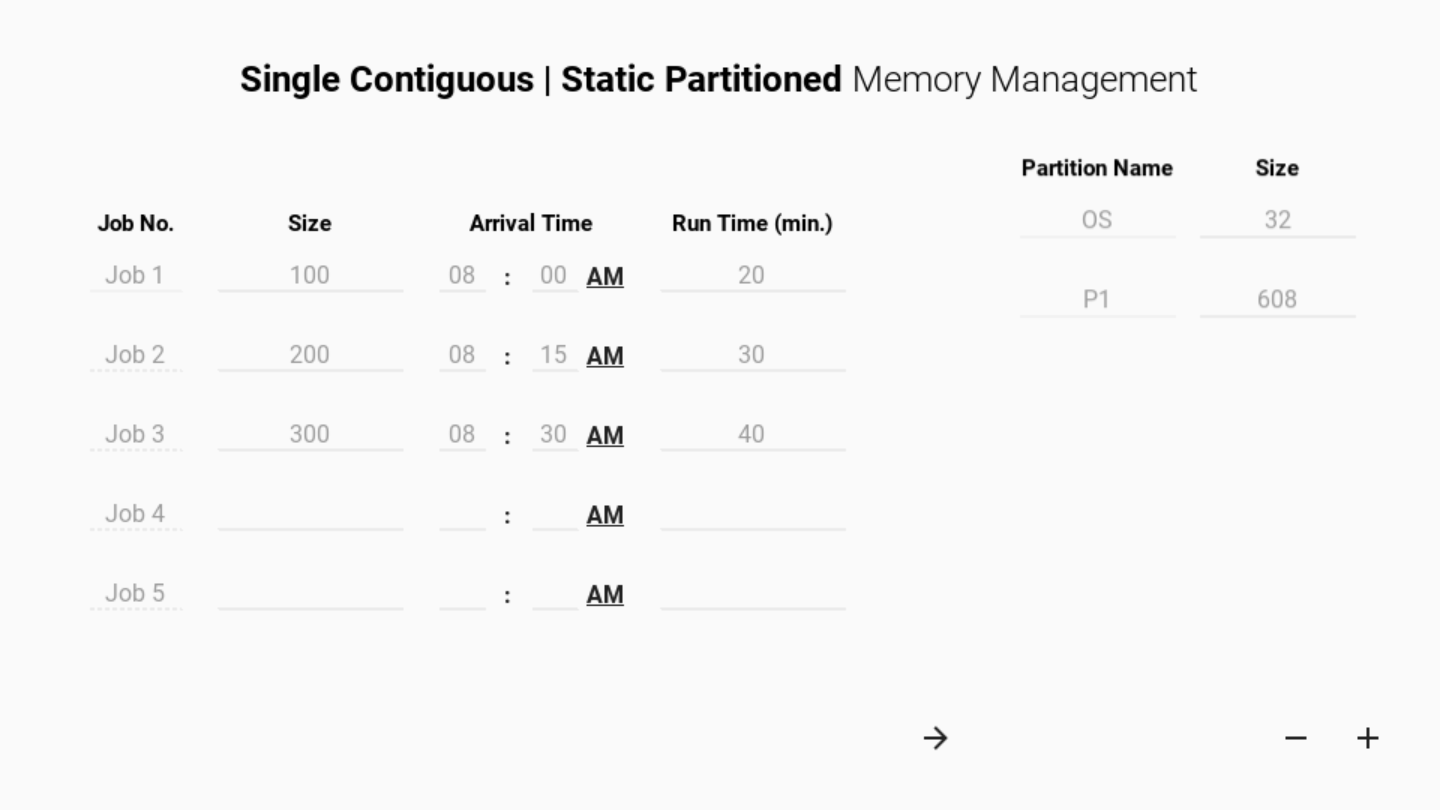 Single Contiguous | Static Partitioned Memory Management
Partition Name Size
OS 32
P1 608
Job No. Size Arrival Time Run Time (min.)
Job 1 100 08 : 00 AM 20
Job 2 200 08 : 15 AM 30
Job 3 300 08 : 30 AM 40
Job 4 : AM
Job 5 : AM